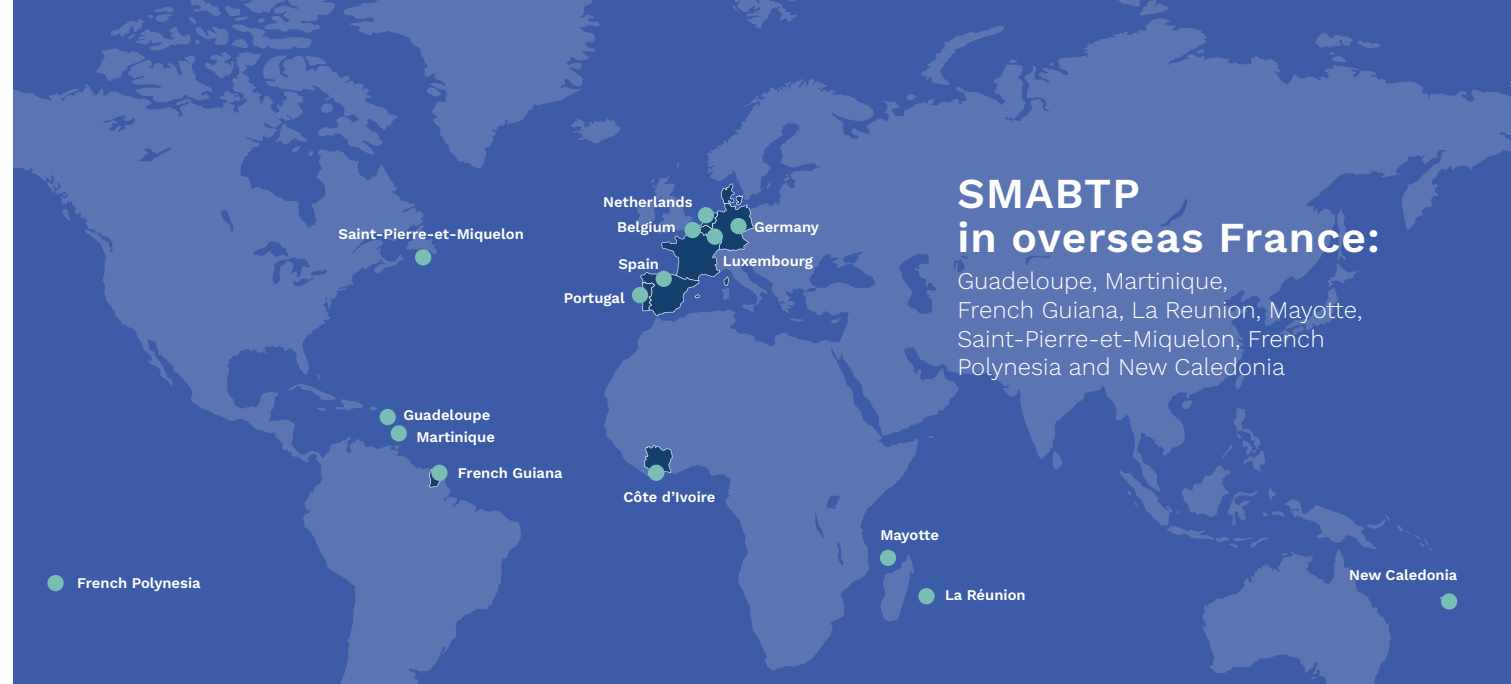 Netherlands
Belgium
Germany
Saint-Pierre-et-Miquelon
Luxembourg
Spain
Portugal
SMABTP
in overseas France:
Guadeloupe, Martinique,
French Guiana, La Reunion, Mayotte,
Saint-Pierre-et-Miquelon, French
Polynesia and New Caledonia
Guadeloupe
Martinique
French Guiana
Côte d’Ivoire
Mayotte
New Caledonia
French Polynesia
La Réunion